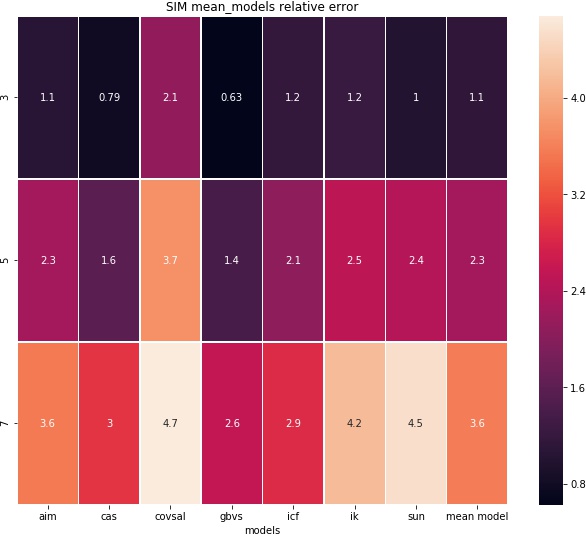 SIM mean_models relative error
3 1.1 0.79 2.1 0.63 1.2 1.2 1 1.1
5 2.3 1.6 3.7 1.4 2.1 2.5 2.4 2.3
7 3.6 3 4.7 2.6 2.9 4.2 4.5 3.6
aim cas covsal gbvs icf ik sun mean model
models
4.0
3.2
2.4
1.6
0.8